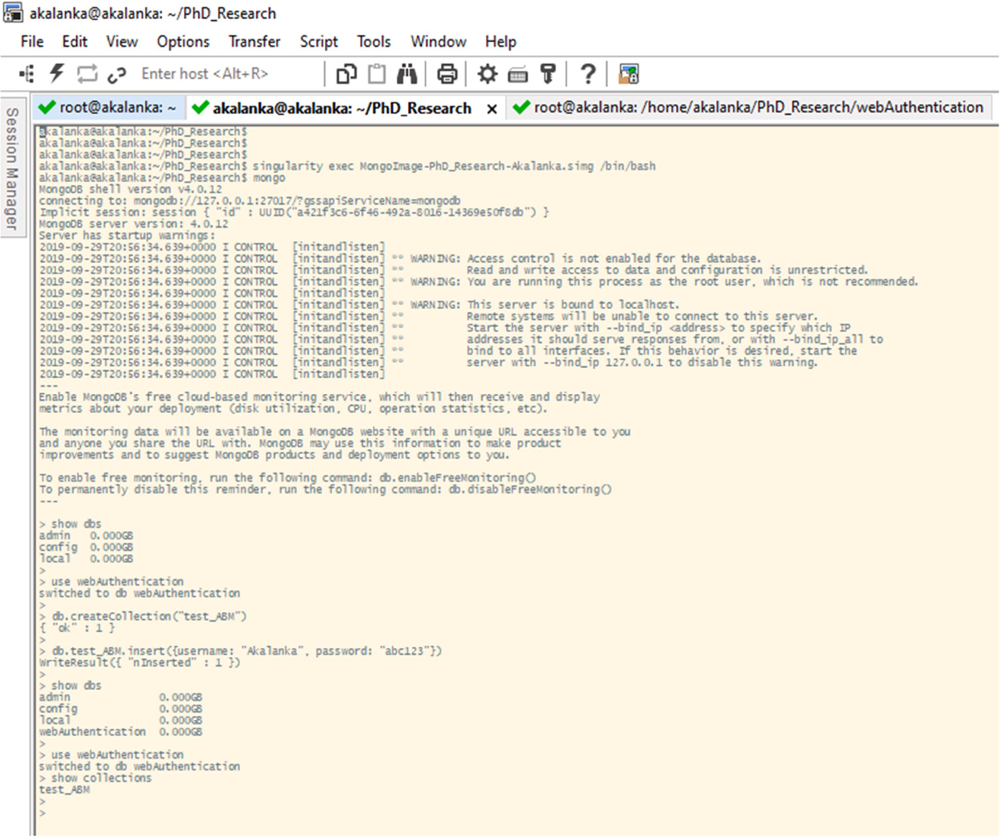 akalanka@akalanka: ~/PhD_Research
File Edit View Options Transfer Script Tools Window Help
Enter host <Alt+R>
Session Manager
root@akalanka: ~ akalanka@akalanka: ~/PhD_Research x root@akalanka: /home/akalanka/PhD_Research/webAuthentication
akalanka@akalanka:~/PhD_Research$
akalanka@akalanka:~/PhD_Research$
akalanka@akalanka:~/PhD_Research$
akalanka@akalanka:~/PhD_Research$ singularity exec MongoImage-PhD_Research-Akalanka.simg /bin/bash
akalanka@akalanka:~/PhD_Research$ mongo
MongoDB shell version v4.0.12
connecting to: mongodb://127.0.0.1:27017/?gssapiServiceName=mongodb
Implicit session: session { "id" : UUID("a421f3c6-6f46-492a-8016-14369e50f8db") }
MongoDB server version: 4.0.12
Server has startup warnings:
2019-09-29T20:56:34.639+0000 I CONTROL  [initandlisten]
2019-09-29T20:56:34.639+0000 I CONTROL  [initandlisten] ** WARNING: Access control is not enabled for the database.
2019-09-29T20:56:34.639+0000 I CONTROL  [initandlisten] **          Read and write access to data and configuration is unrestricted.
2019-09-29T20:56:34.639+0000 I CONTROL  [initandlisten] ** WARNING: You are running this process as the root user, which is not recommended.
2019-09-29T20:56:34.639+0000 I CONTROL  [initandlisten]
2019-09-29T20:56:34.639+0000 I CONTROL  [initandlisten] ** WARNING: This server is bound to localhost.
2019-09-29T20:56:34.639+0000 I CONTROL  [initandlisten] **          Remote systems will be unable to connect to this server.
2019-09-29T20:56:34.639+0000 I CONTROL  [initandlisten] **          Start the server with --bind_ip <address> to specify which IP
2019-09-29T20:56:34.639+0000 I CONTROL  [initandlisten] **          addresses it should serve responses from, or with --bind_ip_all to
2019-09-29T20:56:34.639+0000 I CONTROL  [initandlisten] **          bind to all interfaces. If this behavior is desired, start the
2019-09-29T20:56:34.639+0000 I CONTROL  [initandlisten] **          server with --bind_ip 127.0.0.1 to disable this warning.
2019-09-29T20:56:34.639+0000 I CONTROL  [initandlisten]
---
Enable MongoDB's free cloud-based monitoring service, which will then receive and display
metrics about your deployment (disk utilization, CPU, operation statistics, etc).
The monitoring data will be available on a MongoDB website with a unique URL accessible to you
and anyone you share the URL with. MongoDB may use this information to make product
improvements and to suggest MongoDB products and deployment options to you.
To enable free monitoring, run the following command: db.enableFreeMonitoring()
To permanently disable this reminder, run the following command: db.disableFreeMonitoring()
---
> show dbs
admin   0.000GB
config  0.000GB
local   0.000GB
>
> use webAuthentication
switched to db webAuthentication
>
> db.createCollection("test_ABM")
{ "ok" : 1 }
>
> db.test_ABM.insert({username: "Akalanka", password: "abc123"})
WriteResult({ "nInserted" : 1 })
>
> show dbs
admin              0.000GB
config             0.000GB
local              0.000GB
webAuthentication  0.000GB
>
> use webAuthentication
switched to db webAuthentication
> show collections
test_ABM
>
>